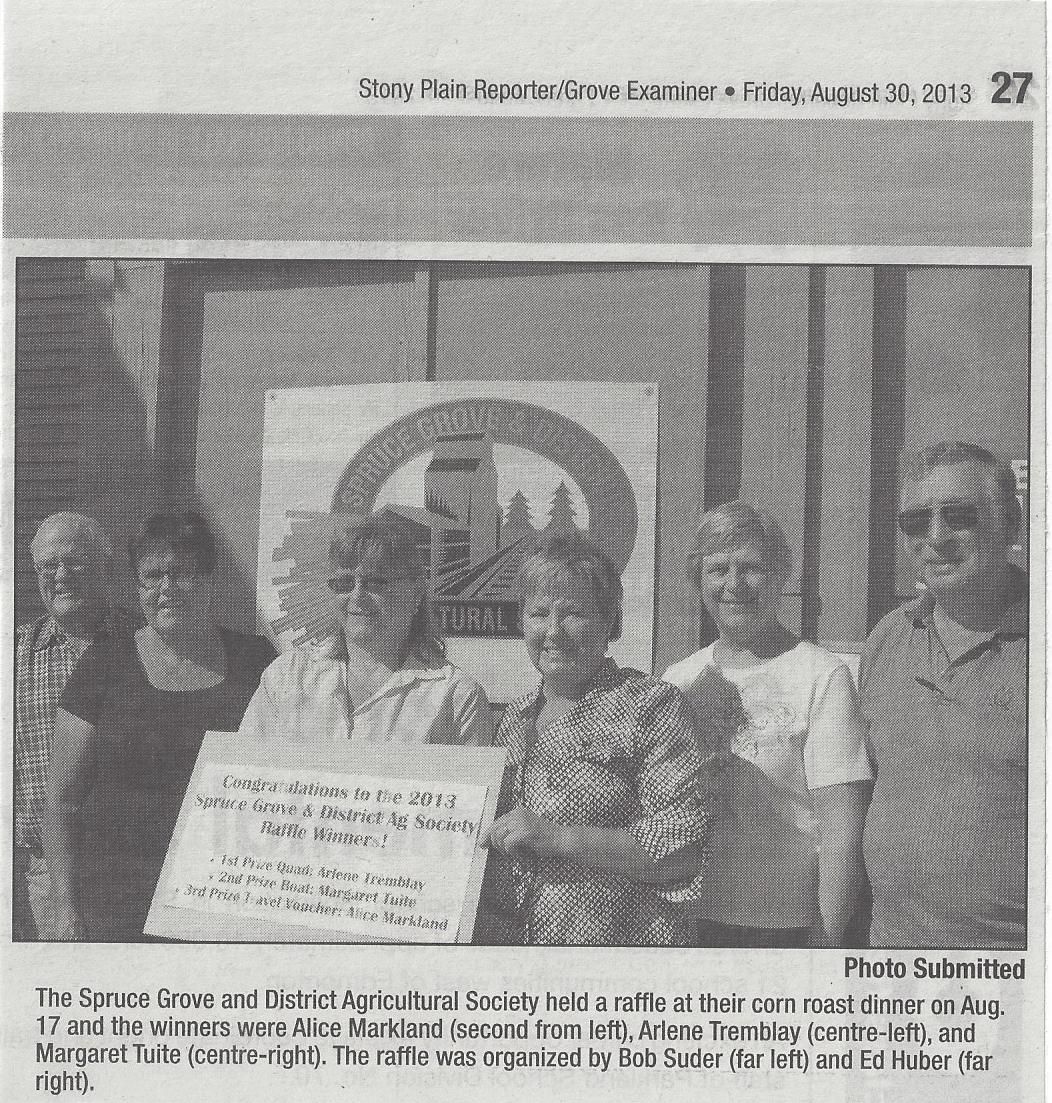 Stony Plain Reporter/Grove Examiner • Friday, August 30, 2013 27
SPRUCE GROVE & DIS
TURAL
Congratulations to the 2013
Spruce Grove & District Ag Society
Raffle Winners!
• 1st Prize Quad: Arlene Tremblay
• 2nd Prize Boat: Margaret Tuite
• 3rd Prize Travel Voucher: Alice Markland
Photo Submitted
The Spruce Grove and District Agricultural Society held a raffle at their corn roast dinner on Aug.
17 and the winners were Alice Markland (second from left), Arlene Tremblay (centre-left), and
Margaret Tuite (centre-right). The raffle was organized by Bob Suder (far left) and Ed Huber (far
right).